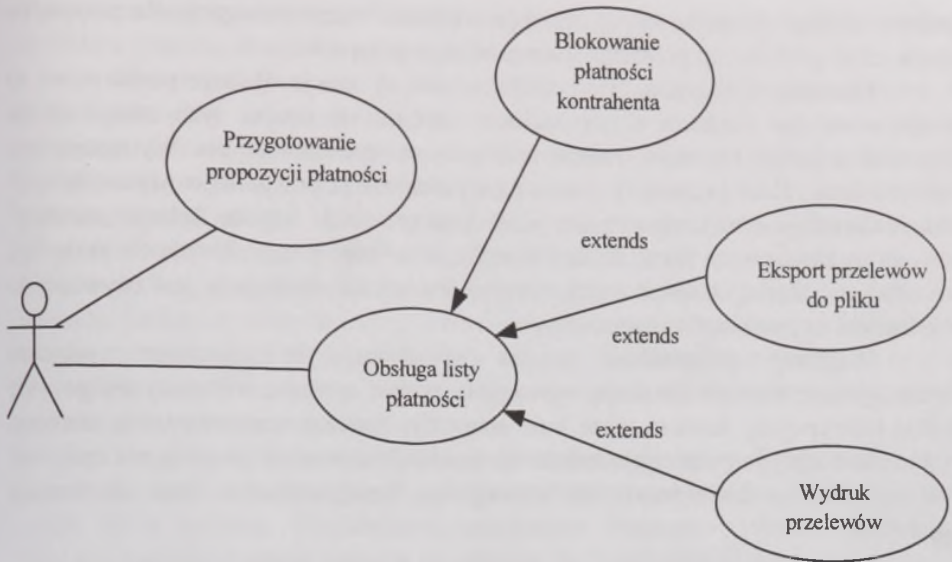 Blokowanie
płatności
kontrahenta
Przygotowanie
propozycji płatności
extends
Eksport przelewów
do pliku
extends
Obsługa listy
płatności
extends
Wydruk
przelewów